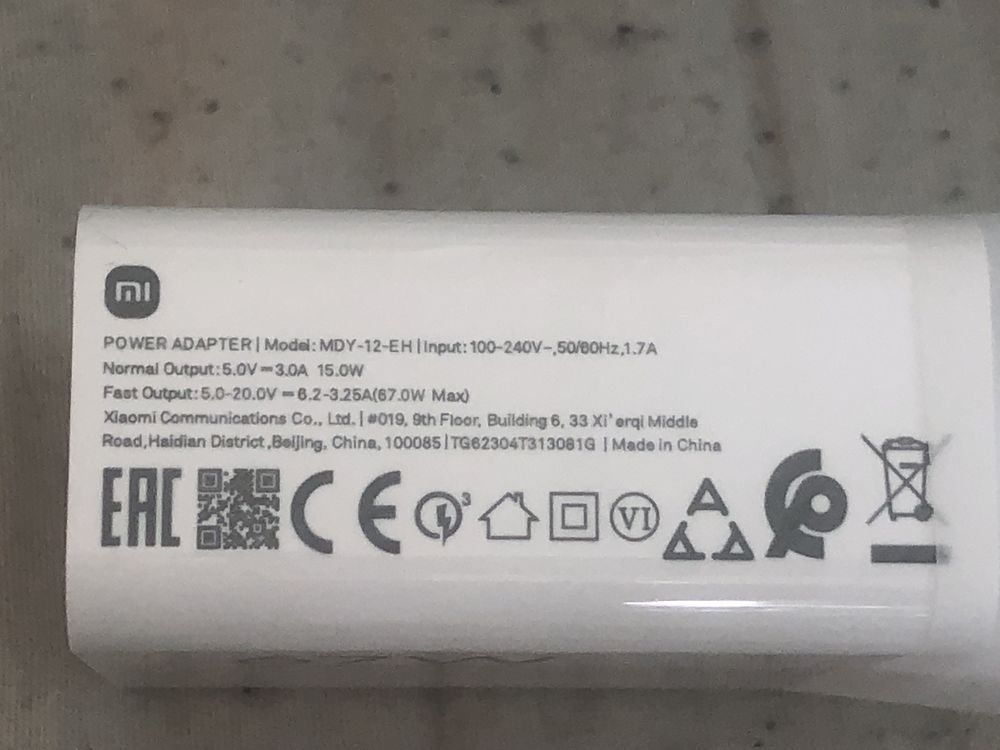 mi
POWER ADAPTER | Model: MDY-12-EH | Input: 100-240V~,50/60Hz,1.7A
Normal Output:5.0V⎓3.0A 15.0W
Fast Output:5.0-20.0V⎓6.2-3.25A(67.0W Max)
Xiaomi Communications Co., Ltd. | #019, 9th Floor, Building 6, 33 Xi'erqi Middle
Road,Haidian District,Beijing, China, 100085 | TG62304T313081G | Made in China
EAC CE 3 VI